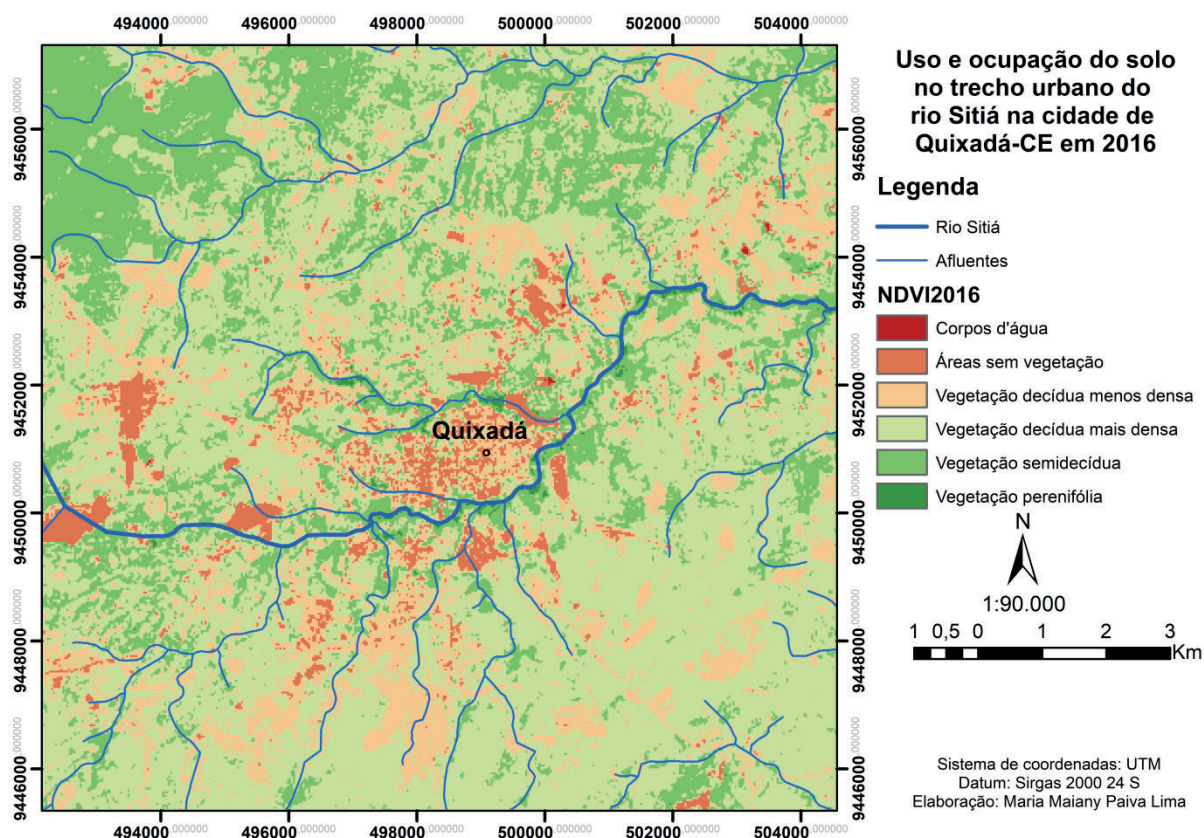 494000,000000 496000,000000 498000,000000 500000,000000 502000,000000 504000,000000
9456000,000000
9454000,000000
9452000,000000
9450000,000000
9448000,000000
9446000,000000
Quixadá
9456000,000000
9454000,000000
9452000,000000
9450000,000000
9448000,000000
9446000,000000
494000,000000 496000,000000 498000,000000 500000,000000 502000,000000 504000,000000
Uso e ocupação do solo
no trecho urbano do
rio Sitiá na cidade de
Quixadá-CE em 2016
Legenda
Rio Sitiá
Afluentes
NDVI2016
Corpos d'água
Áreas sem vegetação
Vegetação decídua menos densa
Vegetação decídua mais densa
Vegetação semidecídua
Vegetação perenifólia
N
1:90.000
1 0,5 0 1 2 3
Km
Sistema de coordenadas: UTM
Datum: Sirgas 2000 24 S
Elaboração: Maria Maiany Paiva Lima